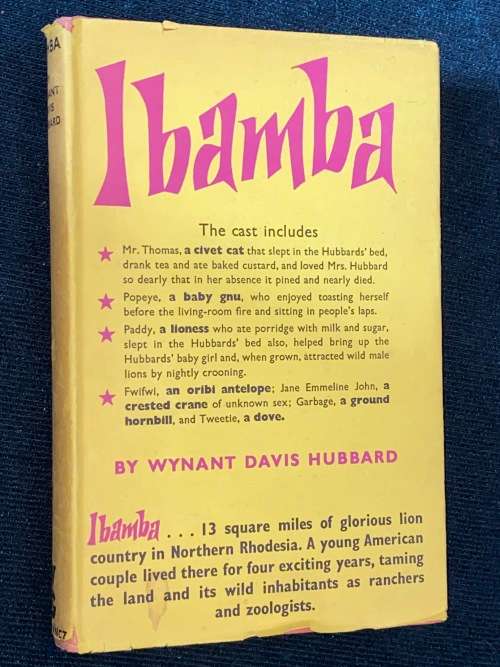 Ibamba
The cast includes
★ Mr. Thomas, a civet cat that slept in the Hubbards' bed,
drank tea and ate baked custard, and loved Mrs. Hubbard
so dearly that in her absence it pined and nearly died.
★ Popeye, a baby gnu, who enjoyed toasting herself
before the living-room fire and sitting in people's laps.
★ Paddy, a lioness who ate porridge with milk and sugar,
slept in the Hubbards' bed also, helped bring up the
Hubbards' baby girl and, when grown, attracted wild male
lions by nightly crooning.
★ Fwifwi, an oribi antelope; Jane Emmeline John, a
crested crane of unknown sex; Garbage, a ground
hornbill, and Tweetie, a dove.
BY WYNANT DAVIS HUBBARD
Ibamba . . . 13 square miles of glorious lion
country in Northern Rhodesia. A young American
couple lived there for four exciting years, taming
the land and its wild inhabitants as ranchers
and zoologists.